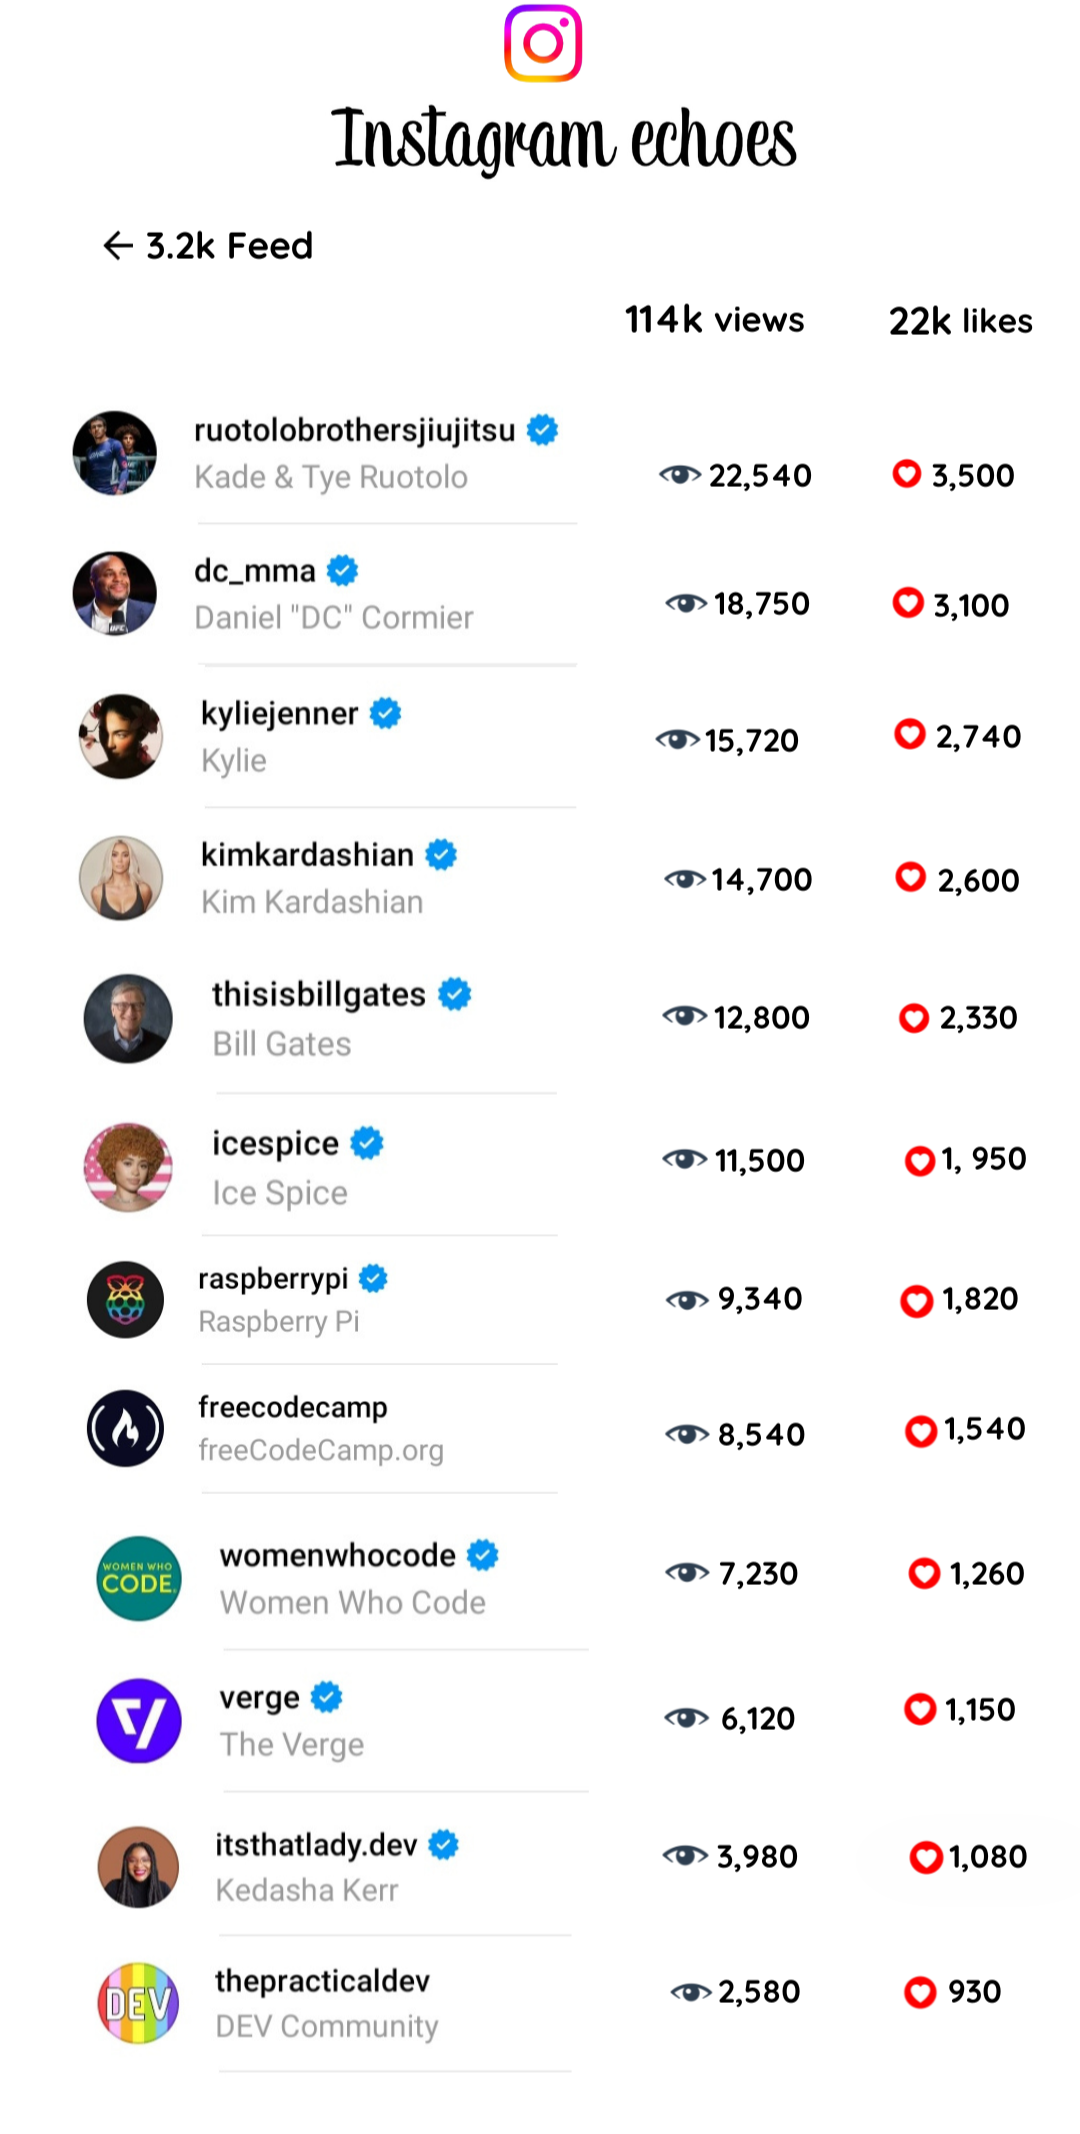 Instagram echoes
← 3.2k Feed
114k views 22k likes
ruotolobrothersjiujitsu
Kade & Tye Ruotolo
22,540 3,500
dc_mma
Daniel "DC" Cormier
18,750 3,100
UFC
kyliejenner
Kylie
15,720 2,740
kimkardashian
Kim Kardashian
14,700 2,600
thisisbillgates
Bill Gates
12,800 2,330
icespice
Ice Spice
11,500 1, 950
raspberrypi
Raspberry Pi
9,340 1,820
freecodecamp
freeCodeCamp.org
8,540 1,540
WOMEN WHO
CODE.
womenwhocode
Women Who Code
7,230 1,260
verge
The Verge
6,120 1,150
itsthatlady.dev
Kedasha Kerr
3,980 1,080
DEV
thepracticaldev
DEV Community
2,580 930